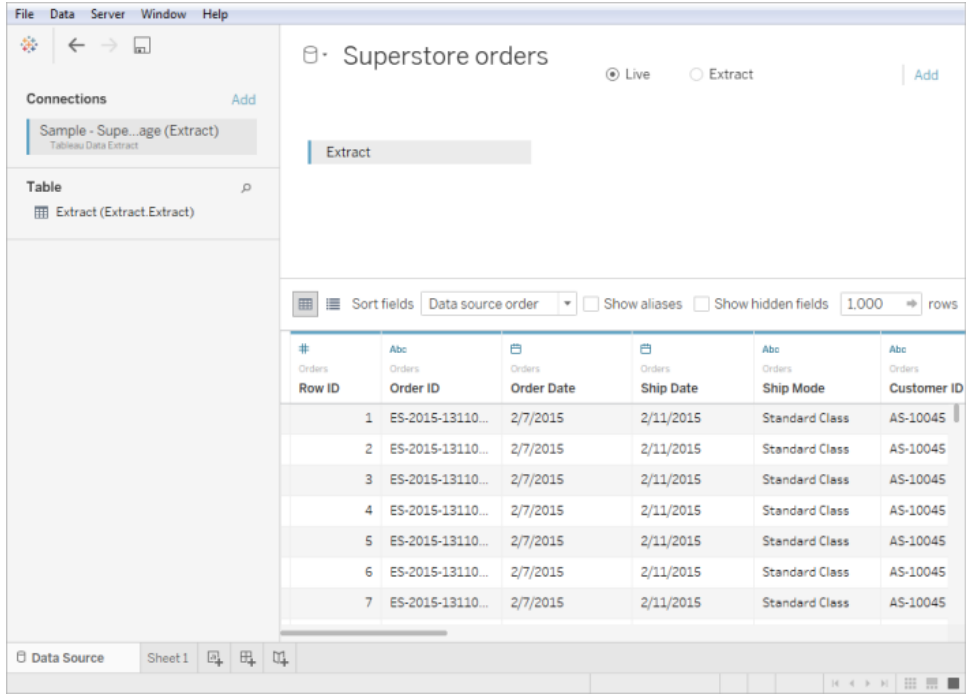 File Data Server Window Help
Superstore orders
Live Extract Add
Connections Add
Sample - Supe...age (Extract)
Tableau Data Extract
Extract
Table
Extract (Extract.Extract)
Sort fields Data source order Show aliases Show hidden fields 1,000 rows
# Abc Abc Abc
Orders Orders Orders Orders Orders Orders
Row ID Order ID Order Date Ship Date Ship Mode Customer ID
1 ES-2015-13110... 2/7/2015 2/11/2015 Standard Class AS-10045
2 ES-2015-13110... 2/7/2015 2/11/2015 Standard Class AS-10045
3 ES-2015-13110... 2/7/2015 2/11/2015 Standard Class AS-10045
4 ES-2015-13110... 2/7/2015 2/11/2015 Standard Class AS-10045
5 ES-2015-13110... 2/7/2015 2/11/2015 Standard Class AS-10045
6 ES-2015-13110... 2/7/2015 2/11/2015 Standard Class AS-10045
7 ES-2015-13110... 2/7/2015 2/11/2015 Standard Class AS-10045
Data Source Sheet 1